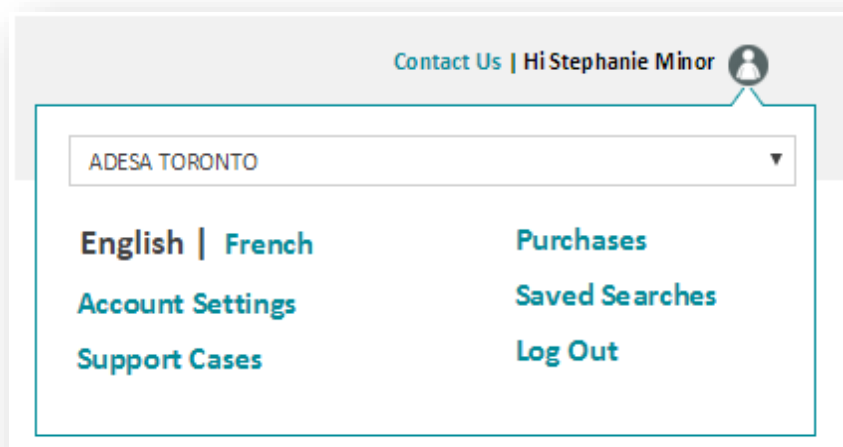 Contact Us | Hi Stephanie Minor
ADESA TORONTO
English | French
Purchases
Account Settings
Saved Searches
Support Cases
Log Out